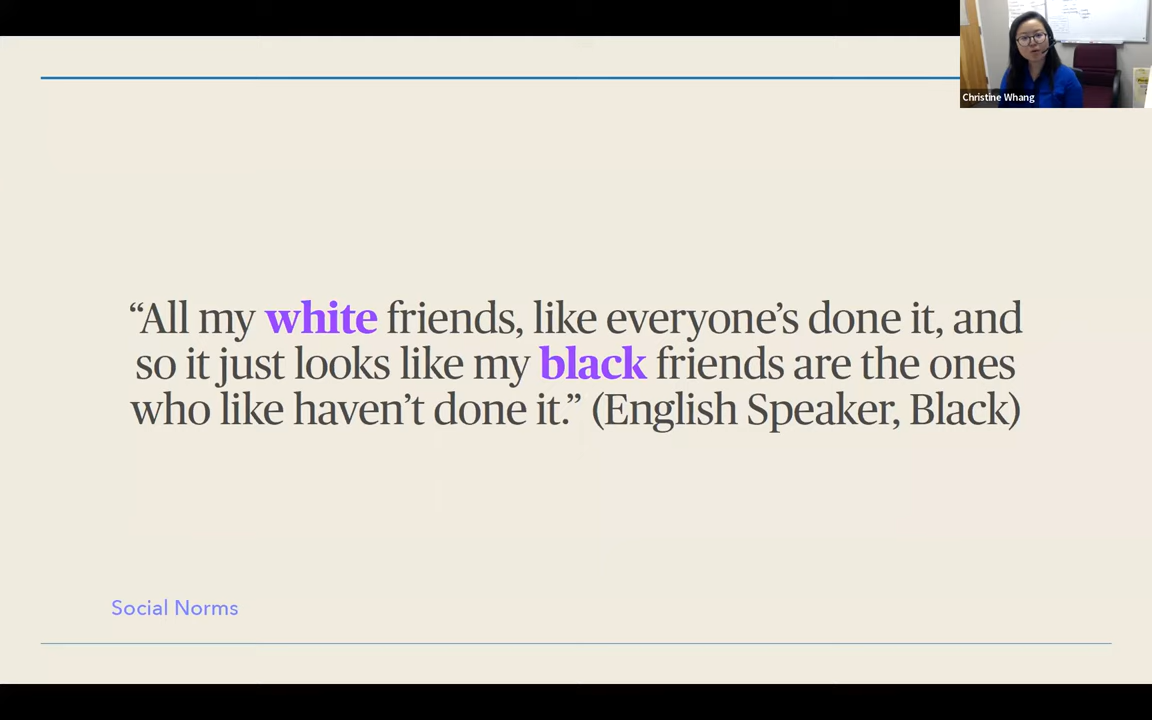 Christine Whang
“All my white friends, like everyone’s done it, and
so it just looks like my black friends are the ones
who like haven’t done it.” (English Speaker, Black)
Social Norms